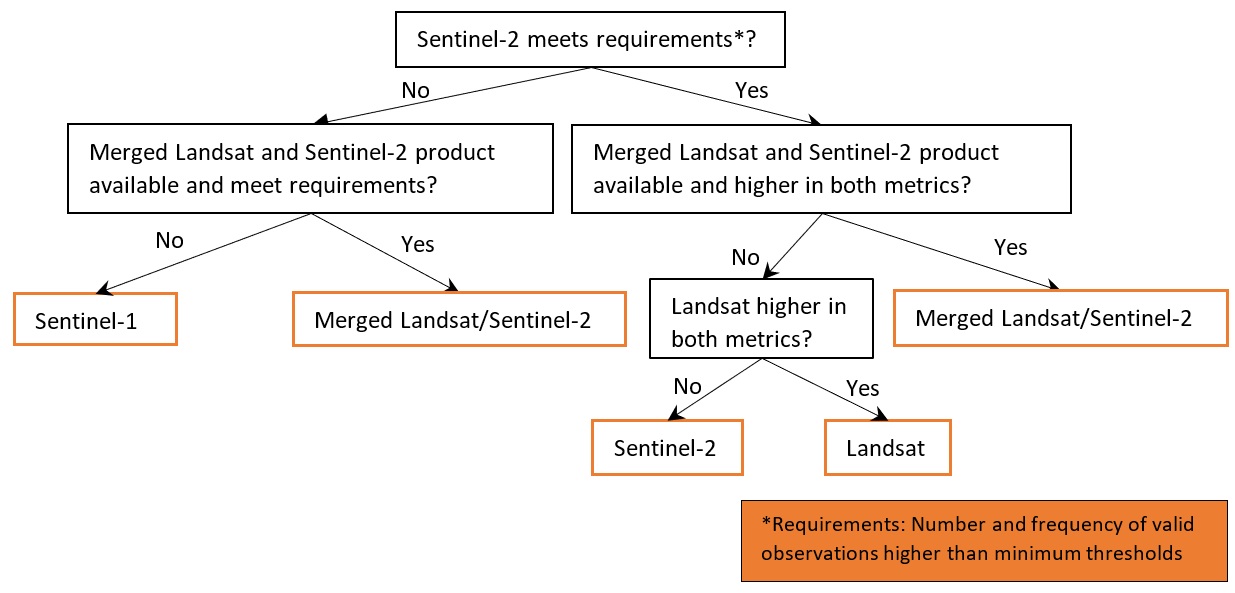 Sentinel-2 meets requirements*?
No
Yes
Merged Landsat and Sentinel-2 product
available and meet requirements?
Merged Landsat and Sentinel-2 product
available and higher in both metrics?
No
Yes
No
Yes
Sentinel-1
Merged Landsat/Sentinel-2
Landsat higher in
both metrics?
Merged Landsat/Sentinel-2
No
Yes
Sentinel-2
Landsat
*Requirements: Number and frequency of valid
observations higher than minimum thresholds